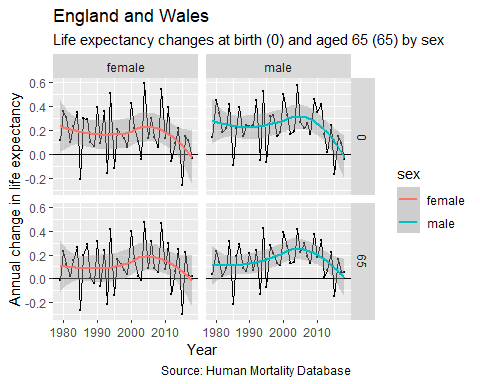 England and Wales
Life expectancy changes at birth (0) and aged 65 (65) by sex
female male
0.6
0.4
0.2
0.0
-0.2
0
0.6
0.4
0.2
0.0
-0.2
65
Annual change in life expectancy
1980 1990 2000 2010 1980 1990 2000 2010
Year
sex
female
male
Source: Human Mortality Database